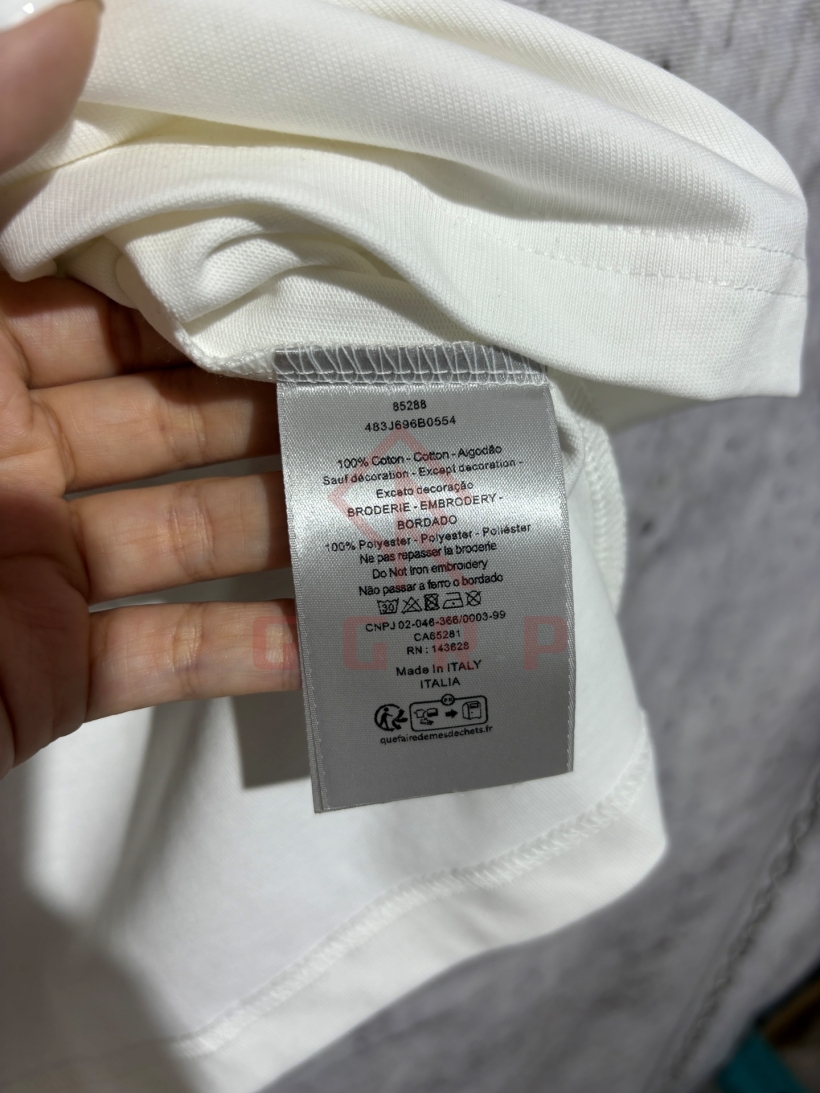 85288
483J696B0554
100% Coton - Cotton - Algodão
Sauf décoration - Except decoration -
Exceto decoração
BRODERIE - EMBRODERY -
BORDADO
100% Polyester - Polyester - Poliéster
Ne pas repasser la broderie
Do Not Iron embroidery
Não passar a ferro o bordado
30
CNPJ 02-046-366/0003-99
CA65281
RN : 143628
Made In ITALY
ITALIA
quefairedemesdechets.fr